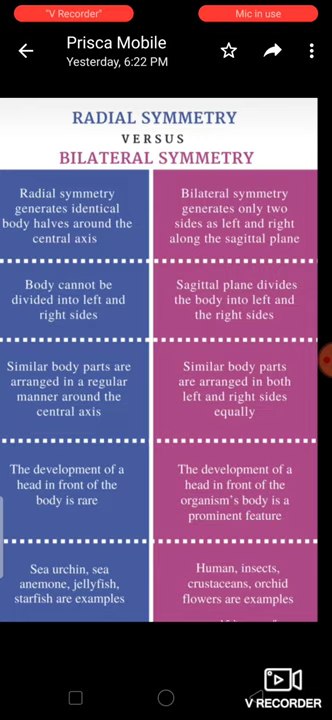 "V Recorder"
Mic in use
Prisca Mobile
Yesterday, 6:22 PM
RADIAL SYMMETRY
VERSUS
BILATERAL SYMMETRY
Radial symmetry
generates identical
body halves around the
central axis
Bilateral symmetry
generates only two
sides as left and right
along the sagittal plane
Body cannot be
divided into left and
right sides
Sagittal plane divides
the body into left and
the right sides
Similar body parts are
arranged in a regular
manner around the
central axis
Similar body parts
are arranged in both
left and right sides
equally
The development of a
head in front of the
body is rare
The development of a
head in front of the
organism's body is a
prominent feature
Sea urchin, sea
anemone, jellyfish,
starfish are examples
Human, insects,
crustaceans, orchid
flowers are examples
V RECORDER